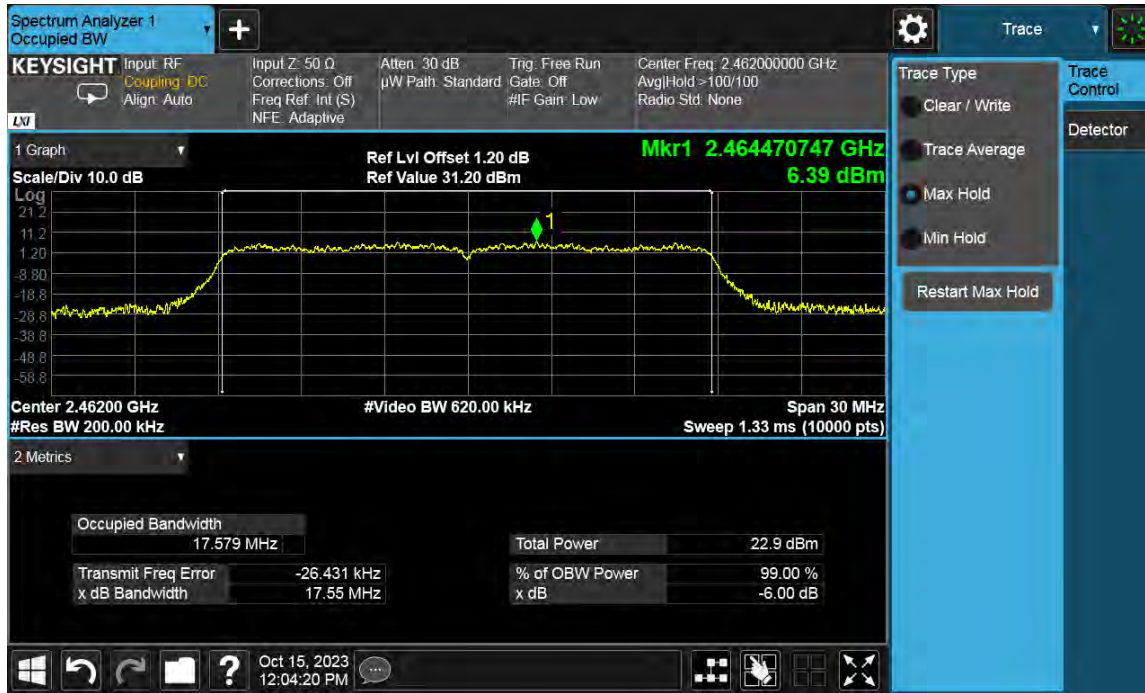 Spectrum Analyzer 1
Occupied BW
+
Trace
KEYSIGHT
Input: RF
Coupling: DC
Align: Auto
Input Z: 50 Ω
Corrections: Off
Freq Ref: Int (S)
NFE: Adaptive
Atten: 30 dB
µW Path: Standard
Trig: Free Run
Gate: Off
#IF Gain: Low
Center Freq: 2.462000000 GHz
Avg|Hold:>100/100
Radio Std: None
LXI
Trace Type
Clear / Write
Trace Average
Max Hold
Min Hold
Restart Max Hold
Trace Control
Detector
1 Graph
Scale/Div 10.0 dB
Ref Lvl Offset 1.20 dB
Ref Value 31.20 dBm
Mkr1 2.464470747 GHz
6.39 dBm
Log
21.2
11.2
1.20
-8.80
-18.8
-28.8
-38.8
-48.8
-58.8
1
Center 2.46200 GHz
#Res BW 200.00 kHz
#Video BW 620.00 kHz
Span 30 MHz
Sweep 1.33 ms (10000 pts)
2 Metrics
Occupied Bandwidth
17.579 MHz
Transmit Freq Error -26.431 kHz
x dB Bandwidth 17.55 MHz
Total Power 22.9 dBm
% of OBW Power 99.00 %
x dB -6.00 dB
?
Oct 15, 2023
12:04:20 PM